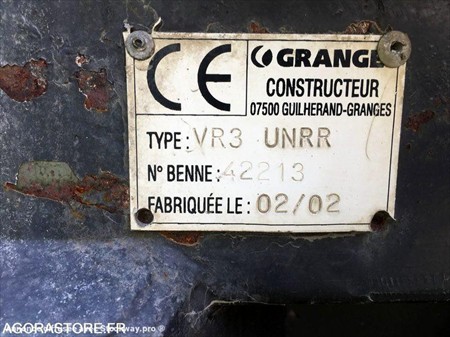 CE GRANGE
CONSTRUCTEUR
07500 GUILHERAND-GRANGES
TYPE : VR3 UNRR
N° BENNE : 42213
FABRIQUÉE LE : 02/02
AGORASTORE.FR